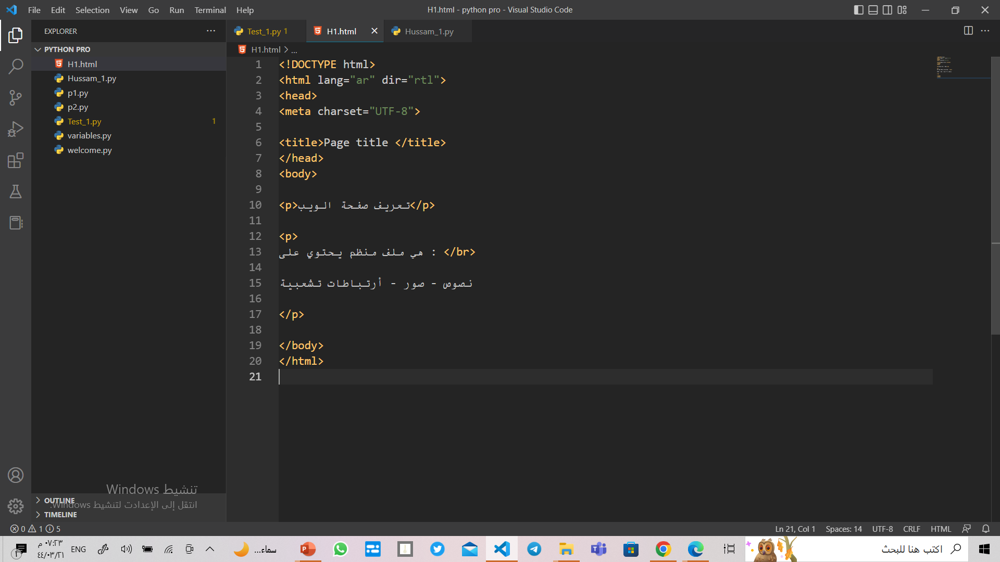 File Edit Selection View Go Run Terminal Help
H1.html - python pro - Visual Studio Code
EXPLORER
PYTHON PRO
H1.html
Hussam_1.py
p1.py
p2.py
Test_1.py 1
variables.py
welcome.py
OUTLINE
TIMELINE
Test_1.py 1
H1.html
Hussam_1.py
H1.html > ...
1 <!DOCTYPE html>
2 <html lang="ar" dir="rtl">
3 <head>
4 <meta charset="UTF-8">
5
6 <title>Page title </title>
7 </head>
8 <body>
9
10 <p>تعريف صفحة الويب</p>
11
12 <p>
13 هي ملف منظم يحتوي على : </br>
14
15 نصوص - صور - أرتباطات تشعبية
16
17 </p>
18
19 </body>
20 </html>
21
تنشيط Windows
انتقل إلى الإعدادت لتنشيط Windows.
0 1 5
Ln 21, Col 1 Spaces: 14 UTF-8 CRLF HTML
اكتب هنا للبحث
سماء...
ENG
٠٧:٢٣ م
٤٤/٠٣/٢١
١